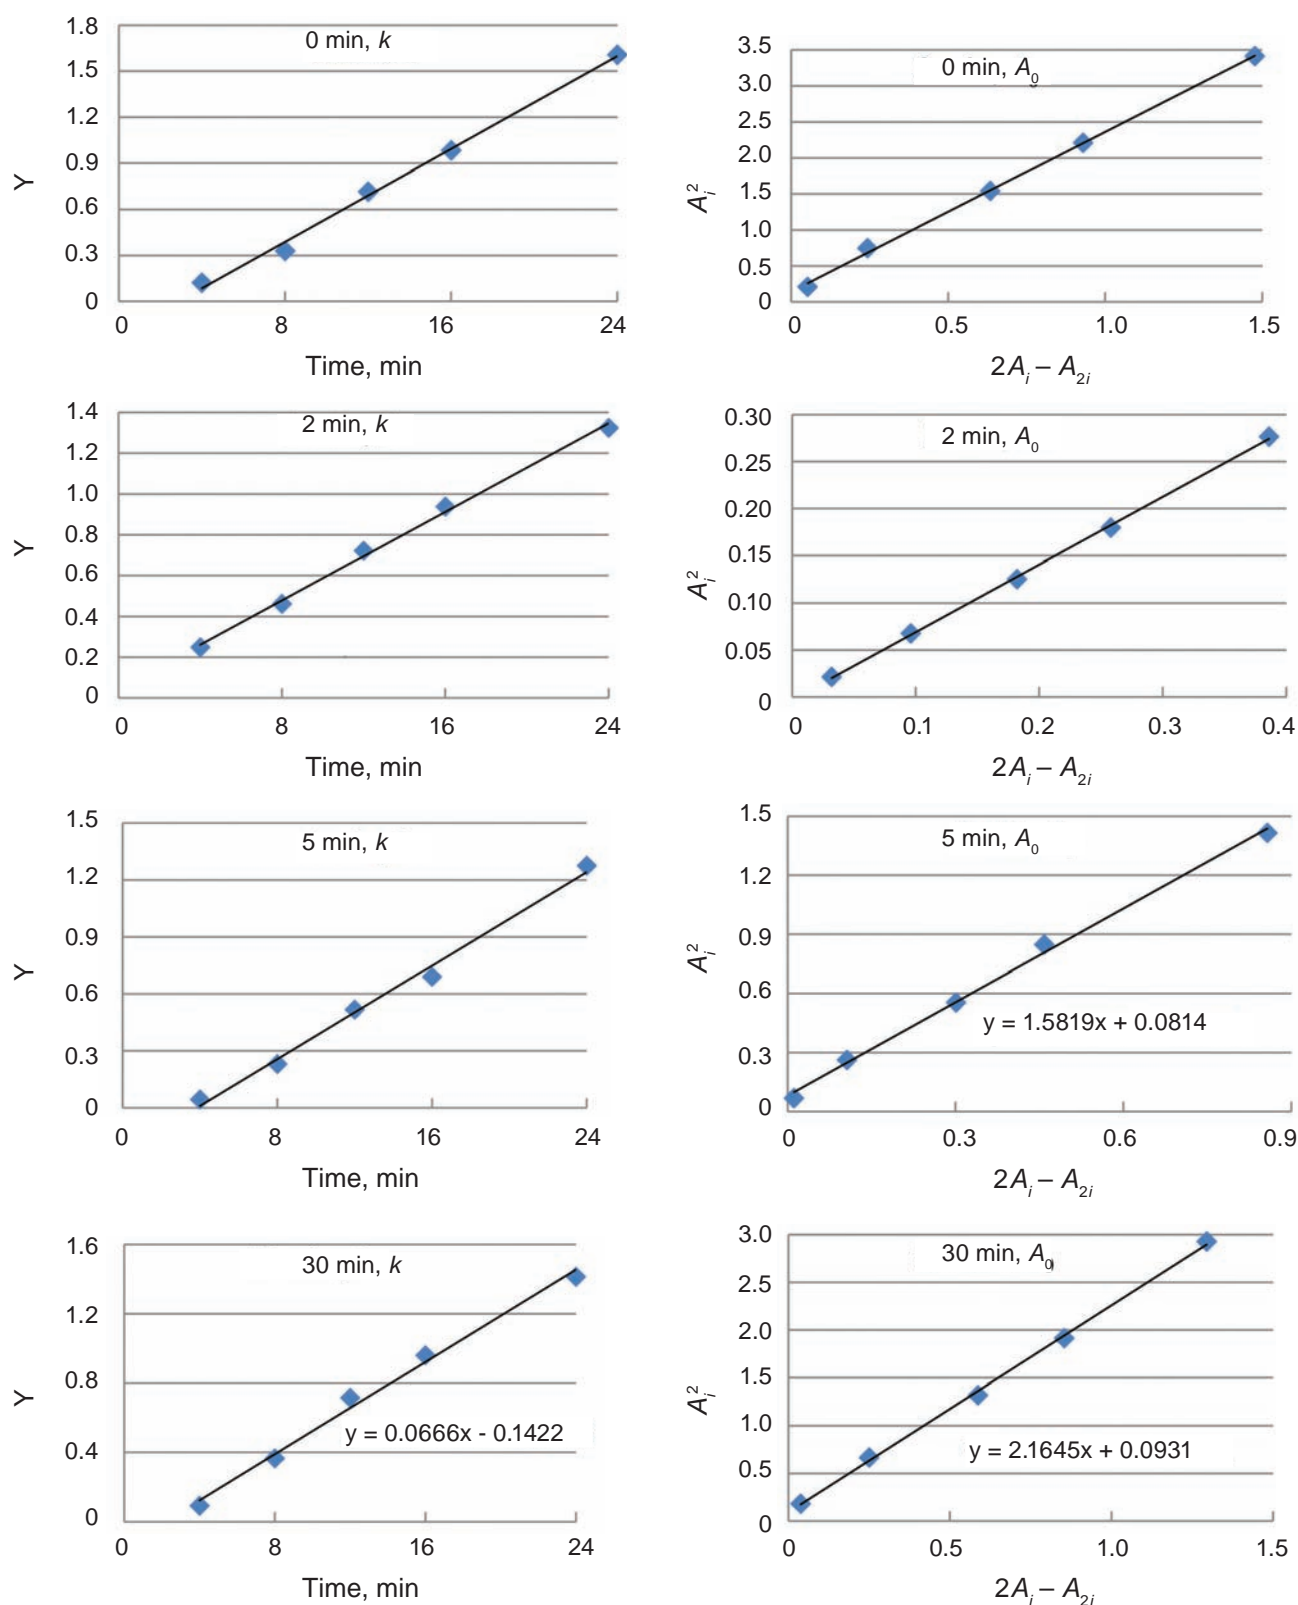 0 min, k
1.8
1.5
1.2
0.9
0.6
0.3
0
Y
0 8 16 24
Time, min
0 min, A0
3.5
3.0
2.5
2.0
1.5
1.0
0.5
0
A_i^2
0 0.5 1.0 1.5
2A_i – A_2i
2 min, k
1.4
1.2
1.0
0.8
0.6
0.4
0.2
0
Y
0 8 16 24
Time, min
2 min, A0
0.30
0.25
0.20
0.15
0.10
0.05
0
A_i^2
0 0.1 0.2 0.3 0.4
2A_i – A_2i
5 min, k
1.5
1.2
0.9
0.6
0.3
0
Y
0 8 16 24
Time, min
5 min, A0
1.5
1.2
0.9
0.6
0.3
0
A_i^2
y = 1.5819x + 0.0814
0 0.3 0.6 0.9
2A_i – A_2i
30 min, k
1.6
1.2
0.8
0.4
0
Y
y = 0.0666x - 0.1422
0 8 16 24
Time, min
30 min, A0
3.0
2.5
2.0
1.5
1.0
0.5
0
A_i^2
y = 2.1645x + 0.0931
0 0.5 1.0 1.5
2A_i – A_2i